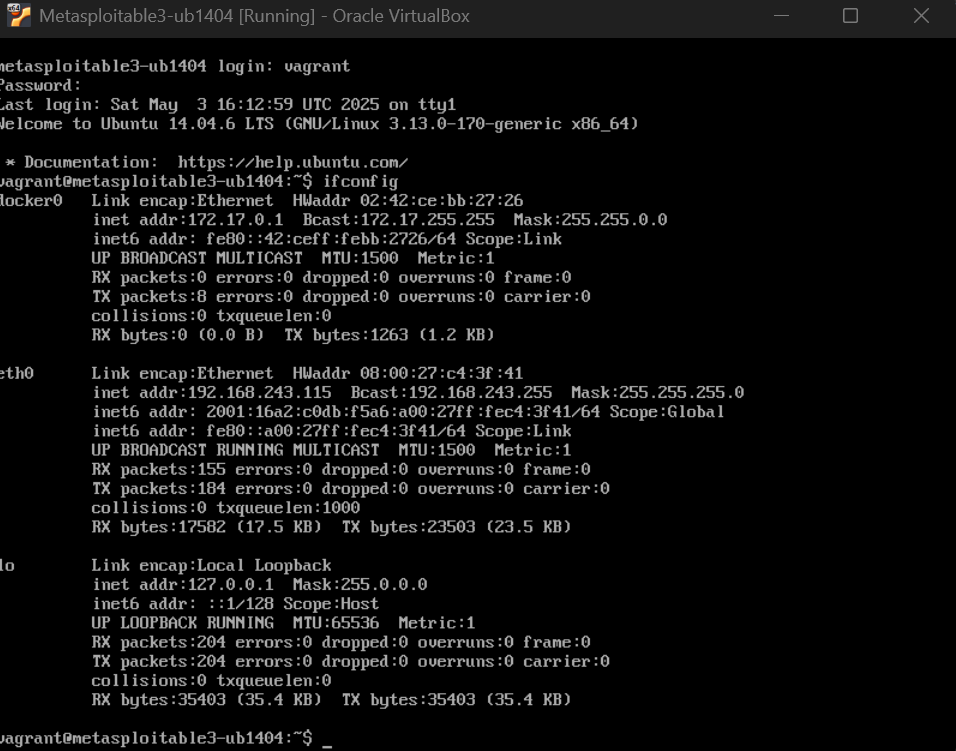 Metasploitable3-ub1404 [Running] - Oracle VirtualBox
metasploitable3-ub1404 login: vagrant
Password:
Last login: Sat May  3 16:12:59 UTC 2025 on tty1
Welcome to Ubuntu 14.04.6 LTS (GNU/Linux 3.13.0-170-generic x86_64)
* Documentation:  https://help.ubuntu.com/
vagrant@metasploitable3-ub1404:~$ ifconfig
docker0   Link encap:Ethernet  HWaddr 02:42:ce:bb:27:26
inet addr:172.17.0.1  Bcast:172.17.255.255  Mask:255.255.0.0
inet6 addr: fe80::42:ceff:febb:2726/64 Scope:Link
UP BROADCAST MULTICAST  MTU:1500  Metric:1
RX packets:0 errors:0 dropped:0 overruns:0 frame:0
TX packets:8 errors:0 dropped:0 overruns:0 carrier:0
collisions:0 txqueuelen:0
RX bytes:0 (0.0 B)  TX bytes:1263 (1.2 KB)
eth0      Link encap:Ethernet  HWaddr 08:00:27:c4:3f:41
inet addr:192.168.243.115  Bcast:192.168.243.255  Mask:255.255.255.0
inet6 addr: 2001:16a2:c0db:f5a6:a00:27ff:fec4:3f41/64 Scope:Global
inet6 addr: fe80::a00:27ff:fec4:3f41/64 Scope:Link
UP BROADCAST RUNNING MULTICAST  MTU:1500  Metric:1
RX packets:155 errors:0 dropped:0 overruns:0 frame:0
TX packets:184 errors:0 dropped:0 overruns:0 carrier:0
collisions:0 txqueuelen:1000
RX bytes:17582 (17.5 KB)  TX bytes:23503 (23.5 KB)
lo        Link encap:Local Loopback
inet addr:127.0.0.1  Mask:255.0.0.0
inet6 addr: ::1/128 Scope:Host
UP LOOPBACK RUNNING  MTU:65536  Metric:1
RX packets:204 errors:0 dropped:0 overruns:0 frame:0
TX packets:204 errors:0 dropped:0 overruns:0 carrier:0
collisions:0 txqueuelen:0
RX bytes:35403 (35.4 KB)  TX bytes:35403 (35.4 KB)
vagrant@metasploitable3-ub1404:~$ _